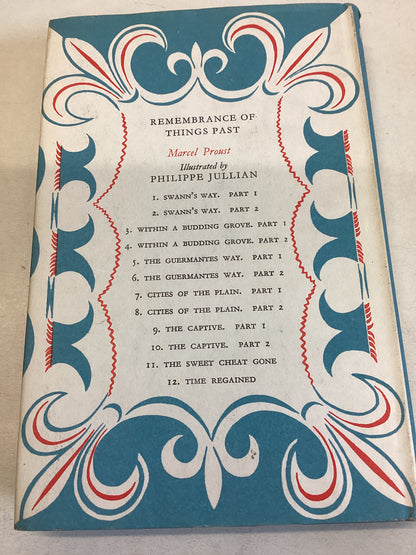 REMEMBRANCE OF
THINGS PAST
Marcel Proust
Illustrated by
PHILIPPE JULLIAN
1. SWANN'S WAY. PART 1
2. SWANN'S WAY. PART 2
3. WITHIN A BUDDING GROVE. PART 1
4. WITHIN A BUDDING GROVE. PART 2
5. THE GUERMANTES WAY. PART 1
6. THE GUERMANTES WAY. PART 2
7. CITIES OF THE PLAIN. PART 1
8. CITIES OF THE PLAIN. PART 2
9. THE CAPTIVE. PART 1
10. THE CAPTIVE. PART 2
11. THE SWEET CHEAT GONE
12. TIME REGAINED